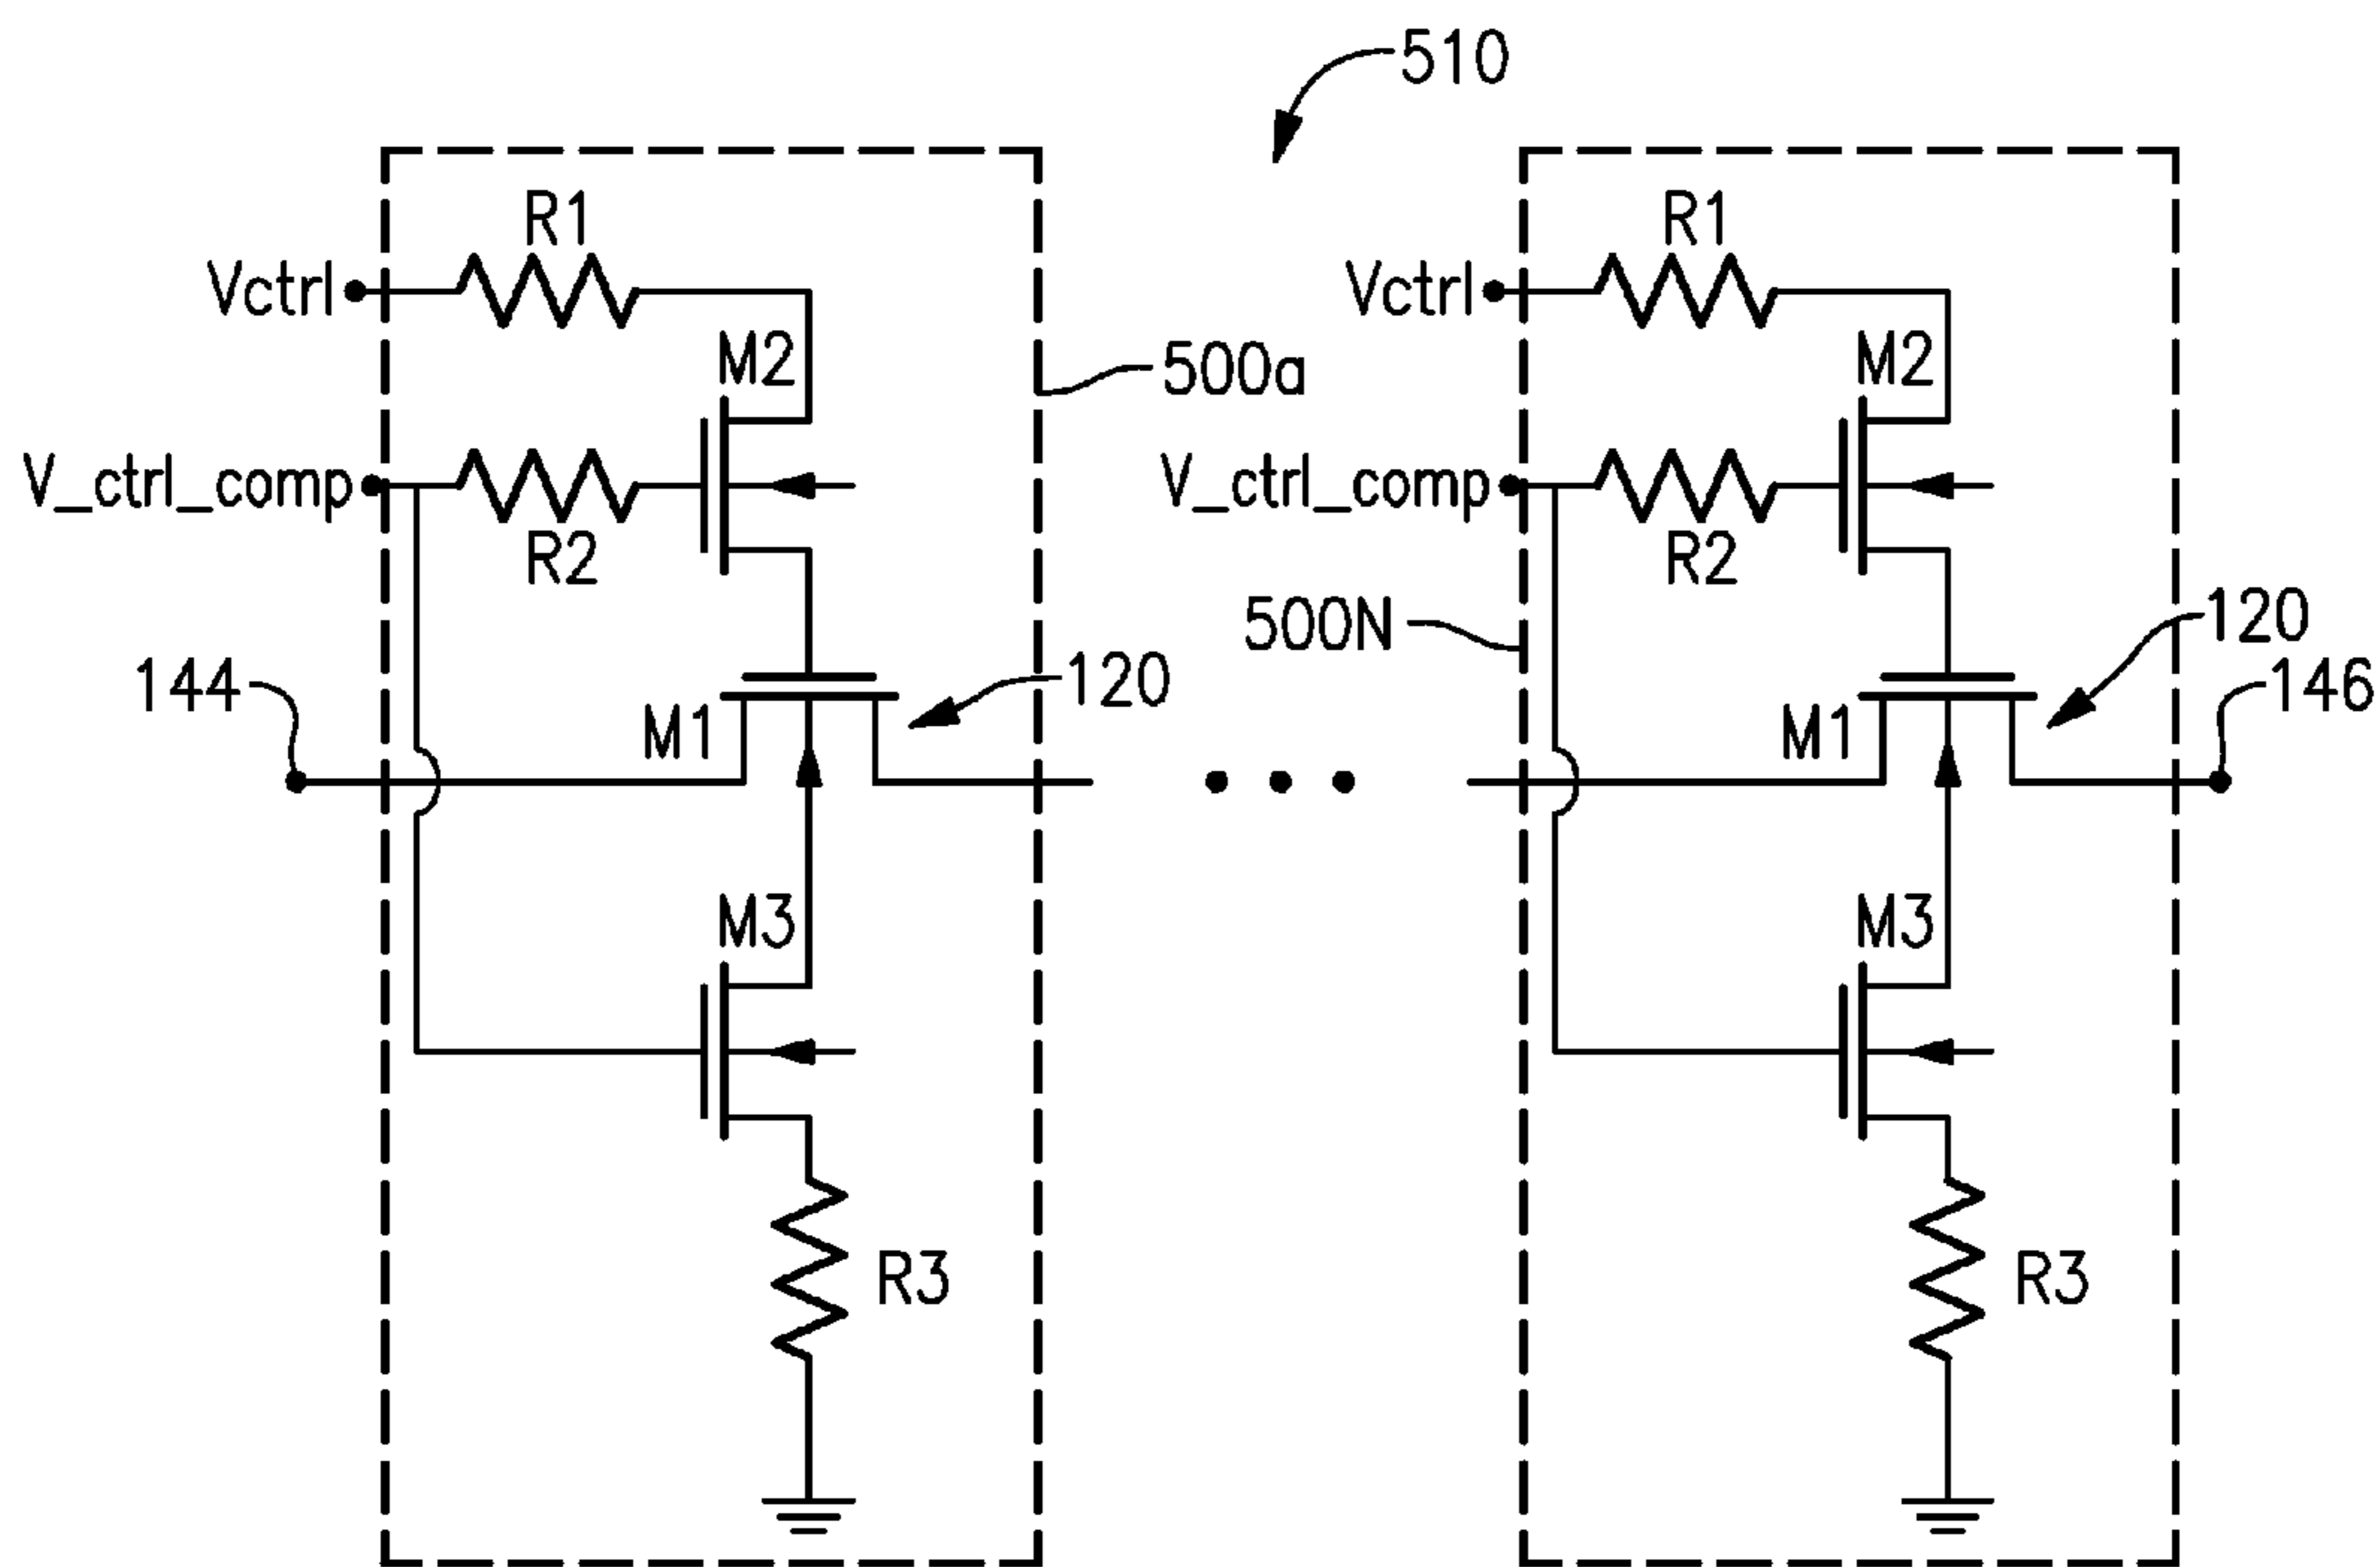 510
R1
R1
Vctrl
Vctrl
M2
M2
500a
V_ctrl_comp
V_ctrl_comp
R2
R2
500N
120
144
120
146
M1
M1
M3
M3
R3
R3